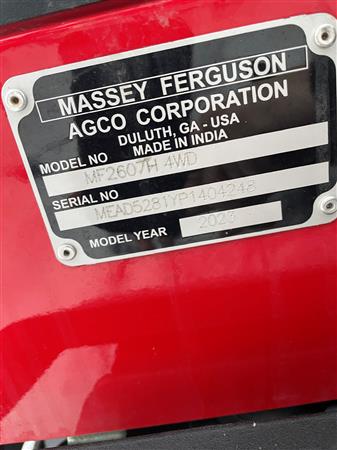 MASSEY FERGUSON
AGCO CORPORATION
DULUTH, GA - USA
MADE IN INDIA
MODEL NO MF2607H 4WD
SERIAL NO MEAD5281YP1404248
MODEL YEAR 2023